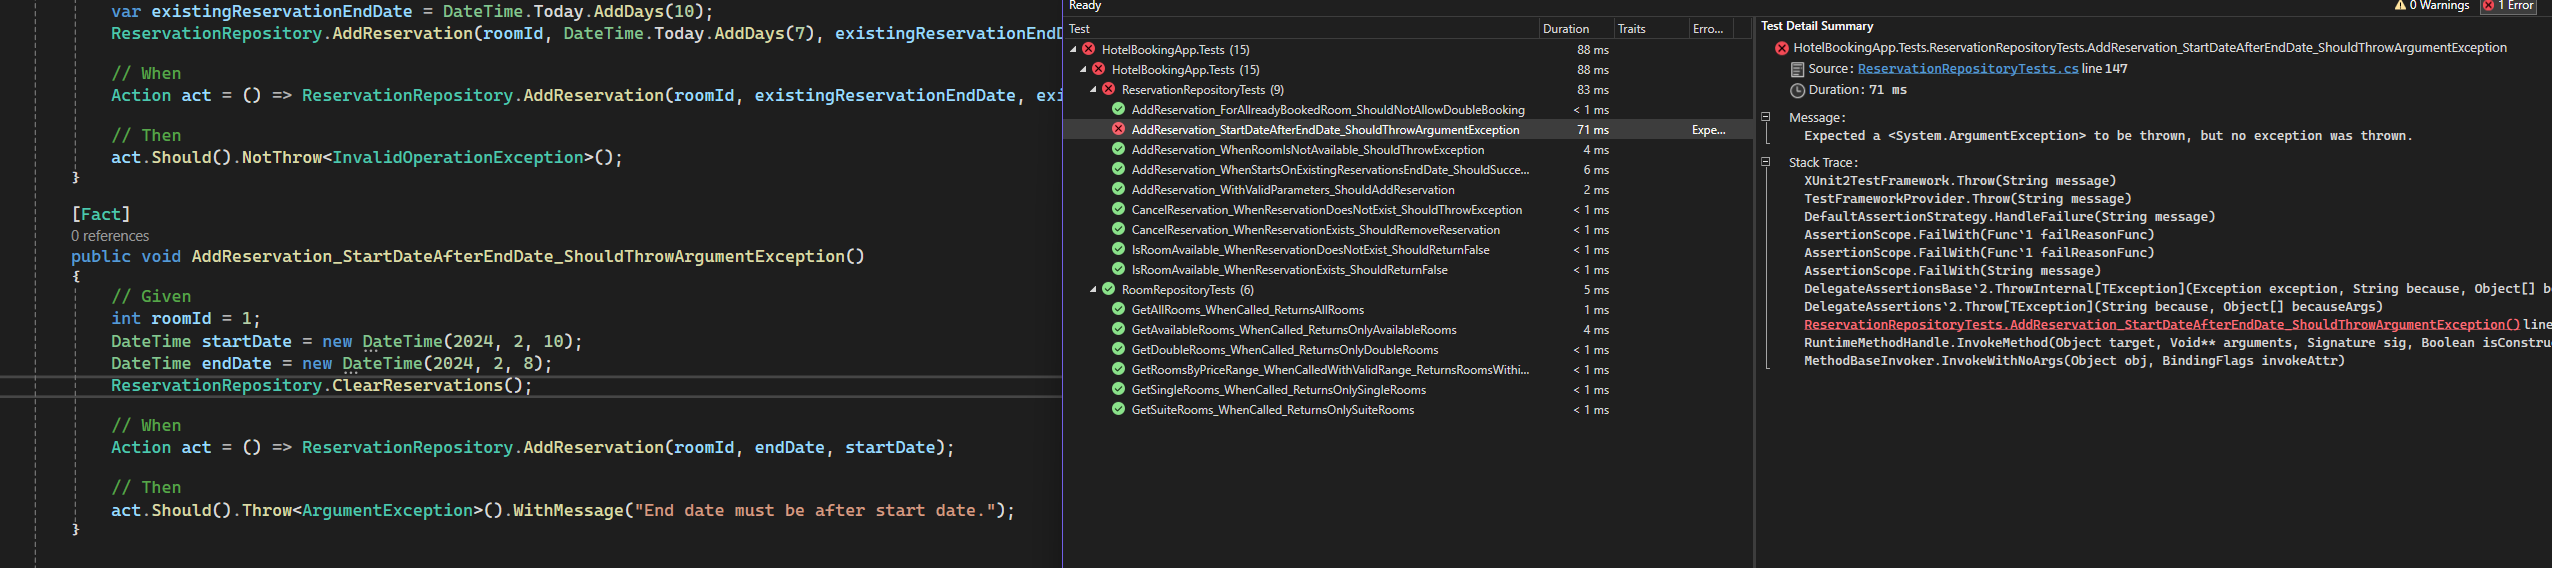 var existingReservationEndDate = DateTime.Today.AddDays(10);
ReservationRepository.AddReservation(roomId, DateTime.Today.AddDays(7), existingReservationEndD
// When
Action act = () => ReservationRepository.AddReservation(roomId, existingReservationEndDate, exi
// Then
act.Should().NotThrow<InvalidOperationException>();
}
[Fact]
0 references
public void AddReservation_StartDateAfterEndDate_ShouldThrowArgumentException()
{
// Given
int roomId = 1;
DateTime startDate = new DateTime(2024, 2, 10);
DateTime endDate = new DateTime(2024, 2, 8);
ReservationRepository.ClearReservations();
// When
Action act = () => ReservationRepository.AddReservation(roomId, endDate, startDate);
// Then
act.Should().Throw<ArgumentException>().WithMessage("End date must be after start date.");
}
Ready
0 Warnings
1 Error
Test Duration Traits Erro...
HotelBookingApp.Tests (15) 88 ms
HotelBookingApp.Tests (15) 88 ms
ReservationRepositoryTests (9) 83 ms
AddReservation_ForAllreadyBookedRoom_ShouldNotAllowDoubleBooking < 1 ms
AddReservation_StartDateAfterEndDate_ShouldThrowArgumentException 71 ms Expe...
AddReservation_WhenRoomIsNotAvailable_ShouldThrowException 4 ms
AddReservation_WhenStartsOnExistingReservationsEndDate_ShouldSucce... 6 ms
AddReservation_WithValidParameters_ShouldAddReservation 2 ms
CancelReservation_WhenReservationDoesNotExist_ShouldThrowException < 1 ms
CancelReservation_WhenReservationExists_ShouldRemoveReservation < 1 ms
IsRoomAvailable_WhenReservationDoesNotExist_ShouldReturnFalse < 1 ms
IsRoomAvailable_WhenReservationExists_ShouldReturnFalse < 1 ms
RoomRepositoryTests (6) 5 ms
GetAllRooms_WhenCalled_ReturnsAllRooms 1 ms
GetAvailableRooms_WhenCalled_ReturnsOnlyAvailableRooms 4 ms
GetDoubleRooms_WhenCalled_ReturnsOnlyDoubleRooms < 1 ms
GetRoomsByPriceRange_WhenCalledWithValidRange_ReturnsRoomsWithi... < 1 ms
GetSingleRooms_WhenCalled_ReturnsOnlySingleRooms < 1 ms
GetSuiteRooms_WhenCalled_ReturnsOnlySuiteRooms < 1 ms
Test Detail Summary
HotelBookingApp.Tests.ReservationRepositoryTests.AddReservation_StartDateAfterEndDate_ShouldThrowArgumentException
Source: ReservationRepositoryTests.cs line 147
Duration: 71 ms
Message:
Expected a <System.ArgumentException> to be thrown, but no exception was thrown.
Stack Trace:
XUnit2TestFramework.Throw(String message)
TestFrameworkProvider.Throw(String message)
DefaultAssertionStrategy.HandleFailure(String message)
AssertionScope.FailWith(Func`1 failReasonFunc)
AssertionScope.FailWith(Func`1 failReasonFunc)
AssertionScope.FailWith(String message)
DelegateAssertionsBase`2.ThrowInternal[TException](Exception exception, String because, Object[] be
DelegateAssertions`2.Throw[TException](String because, Object[] becauseArgs)
ReservationRepositoryTests.AddReservation_StartDateAfterEndDate_ShouldThrowArgumentException() line
RuntimeMethodHandle.InvokeMethod(Object target, Void** arguments, Signature sig, Boolean isConstru
MethodBaseInvoker.InvokeWithNoArgs(Object obj, BindingFlags invokeAttr)